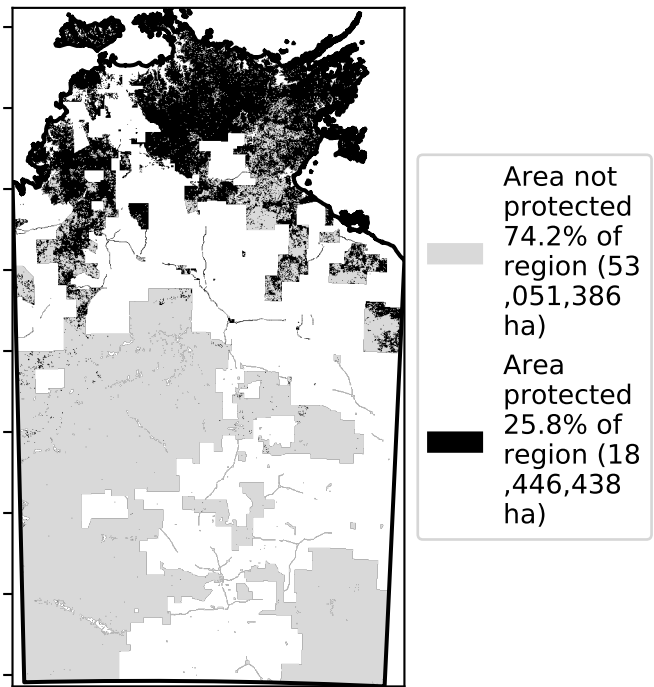 Area not
protected
74.2% of
region (53
,051,386
ha)
Area
protected
25.8% of
region (18
,446,438
ha)